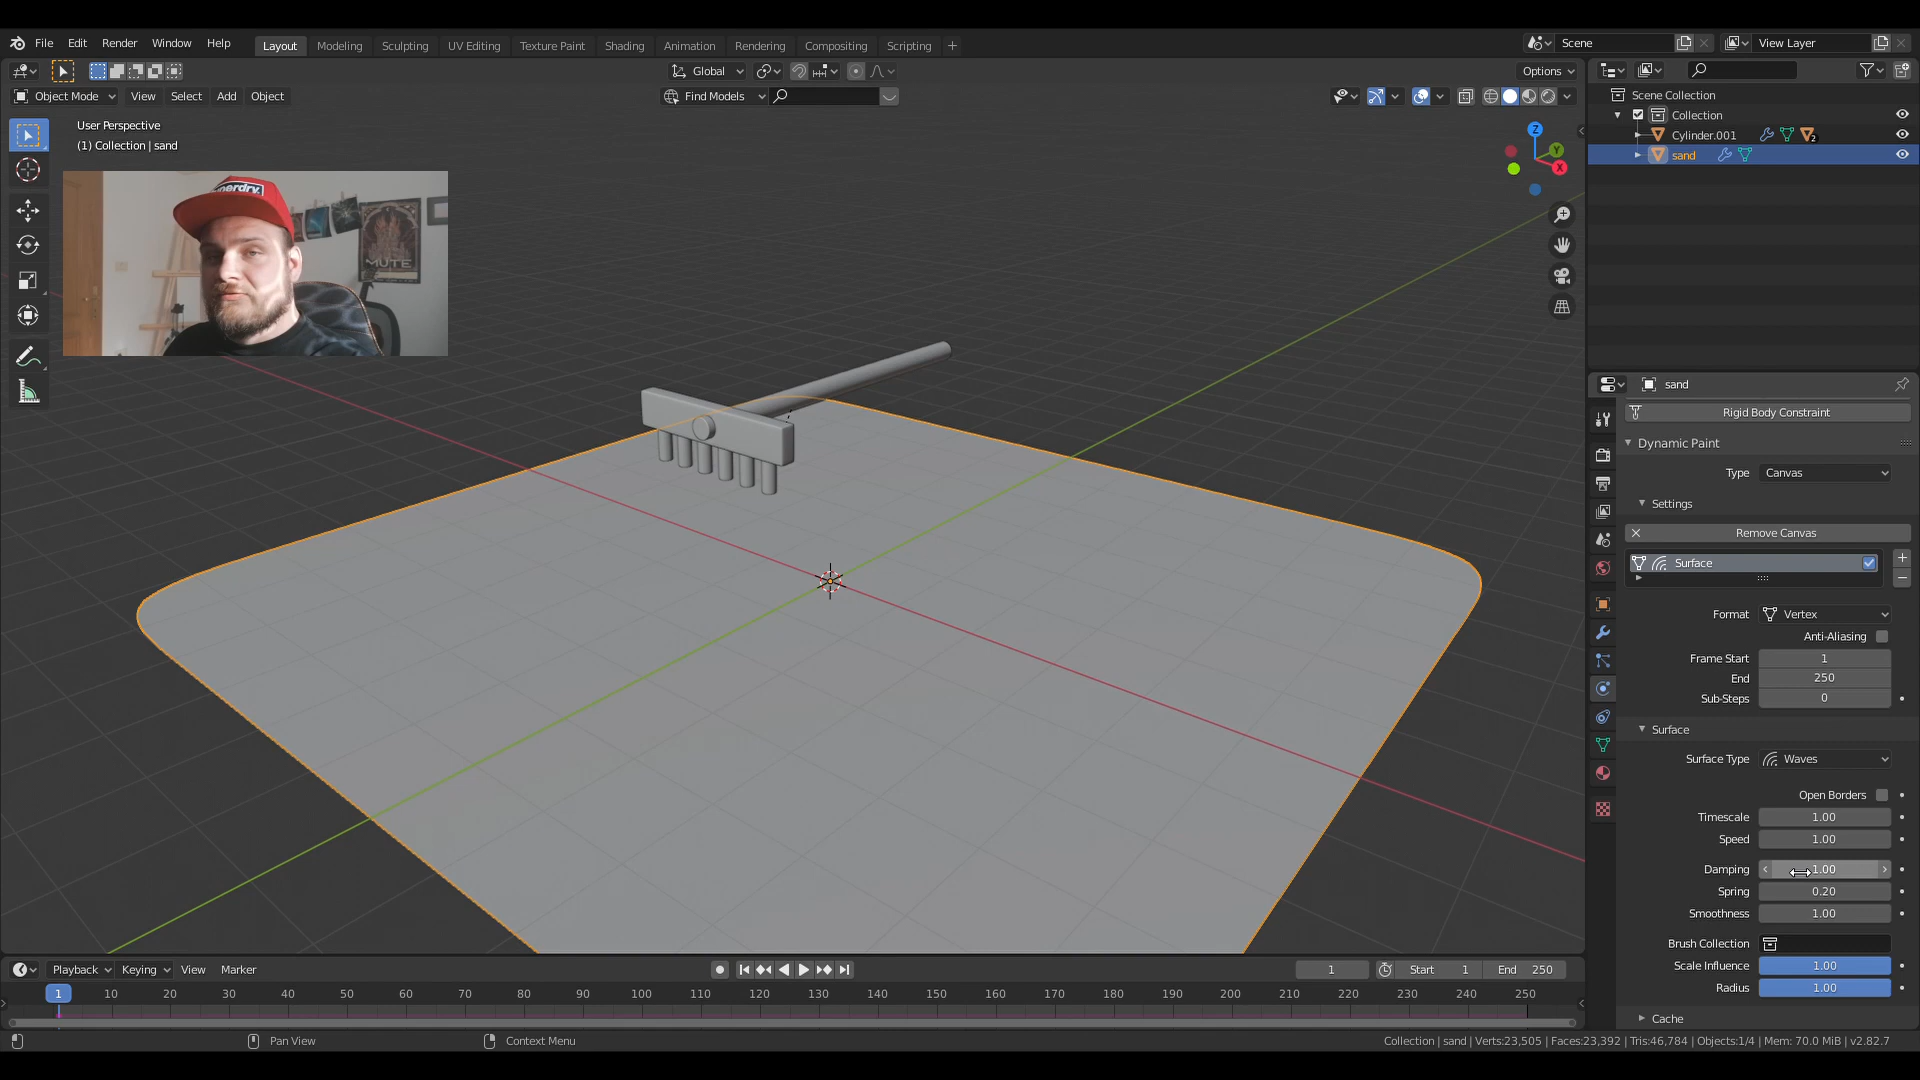 File Edit Render Window Help Layout Modeling Sculpting UV Editing Texture Paint Shading Animation Rendering Compositing Scripting + Scene View Layer
Global Options
Object Mode View Select Add Object Find Models
User Perspective
(1) Collection | sand
perdry.
MUTE
Z
Y
X
Scene Collection
Collection
Cylinder.001 2
sand
sand
Rigid Body Constraint
Dynamic Paint
Type Canvas
Settings
Remove Canvas
Surface
Format Vertex
Anti-Aliasing
Frame Start 1
End 250
Sub-Steps 0
Surface
Surface Type Waves
Open Borders
Timescale 1.00
Speed 1.00
Damping 1.00
Spring 0.20
Smoothness 1.00
Brush Collection
Scale Influence 1.00
Radius 1.00
Cache
Playback Keying View Marker 1 Start 1 End 250
1 10 20 30 40 50 60 70 80 90 100 110 120 130 140 150 160 170 180 190 200 210 220 230 240 250
Pan View Context Menu Collection | sand | Verts:23,505 | Faces:23,392 | Tris:46,784 | Objects:1/4 | Mem: 70.0 MiB | v2.82.7